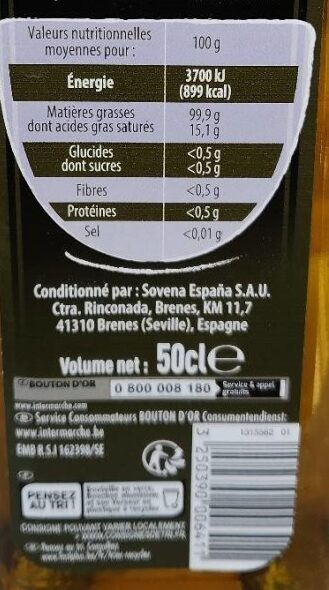 Valeurs nutritionnelles
moyennes pour :
100 g
Énergie
3700 kJ
(899 kcal)
Matières grasses
99,9 g
dont acides gras saturés
15,1 g
Glucides
<0,5 g
dont sucres
<0,5 g
Fibres
<0,5 g
Protéines
<0,5 g
Sel
<0,01 g
Conditionné par : Sovena España S.A.U.
Ctra. Rinconada, Brenes, KM 11,7
41310 Brenes (Seville), Espagne
Volume net : 50cl e
BOUTON D'OR
0 800 008 180
Service & appel
gratuits
www.intermarche.com
Service Consommateurs BOUTON D'OR Consumentendienst:
www.intermarche.be
EMB R.S.I 162398/SE
PENSEZ
AU TRI !
CONSIGNE POUVANT VARIER LOCALEMENT